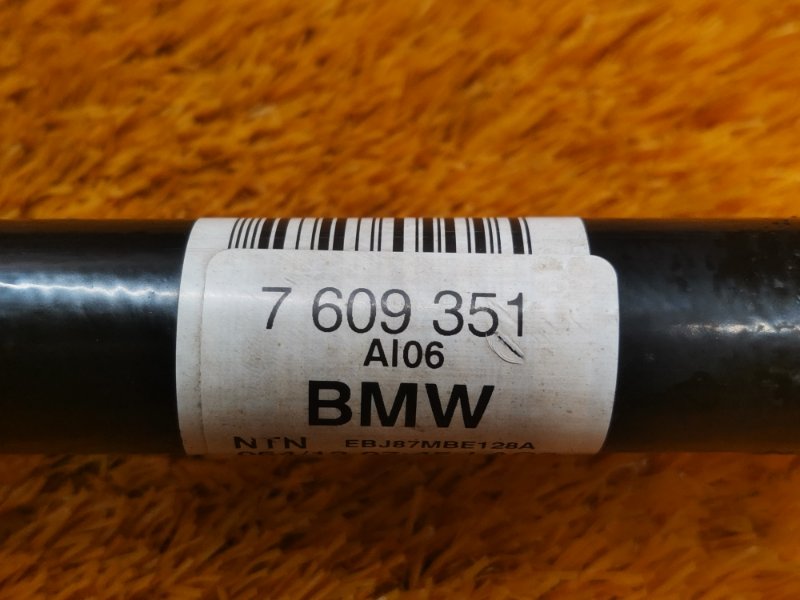 7 609 351
AI06
BMW
NTN EBJ87MBE128A